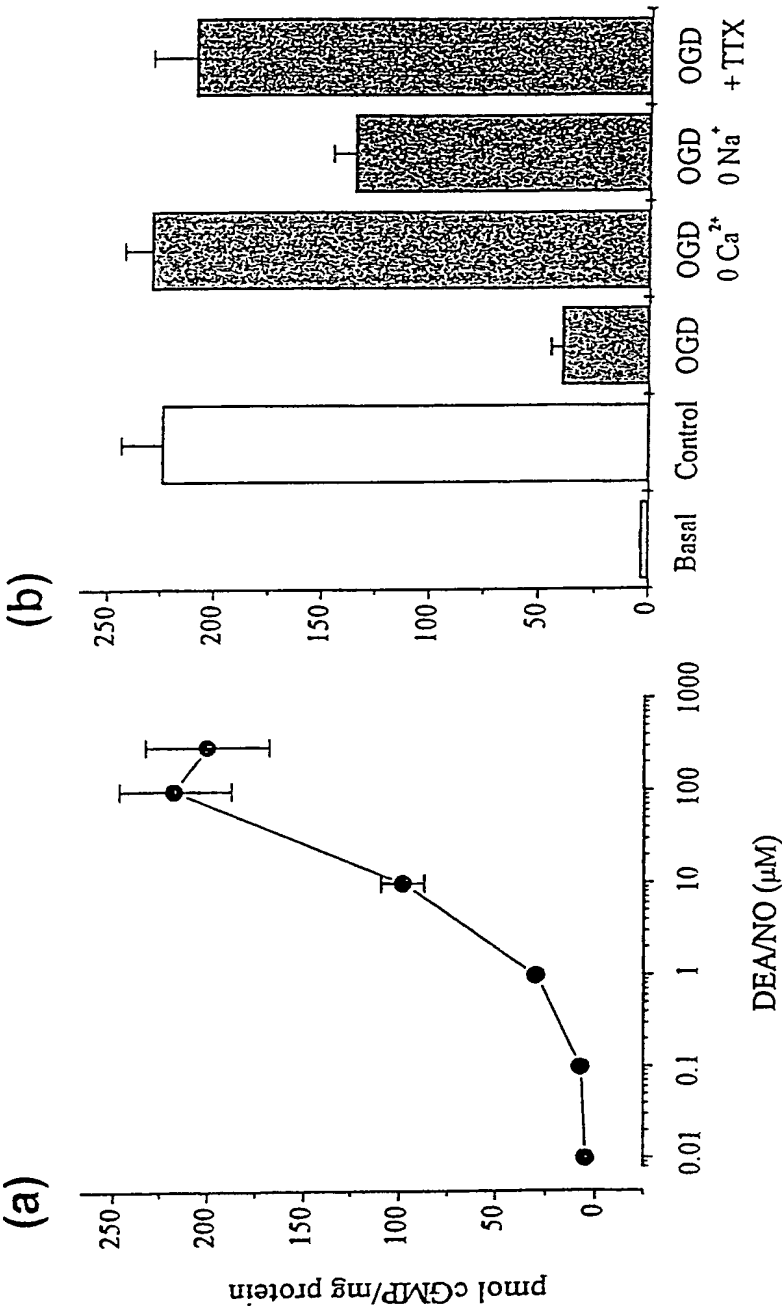 (a)
pmol cGMP/mg protein
250
200
150
100
50
0
0.01 0.1 1 10 100 1000
DEA/NO (µM)
(b)
250
200
150
100
50
0
Basal Control OGD OGD OGD OGD
0 Ca²⁺ 0 Na⁺ + TTX